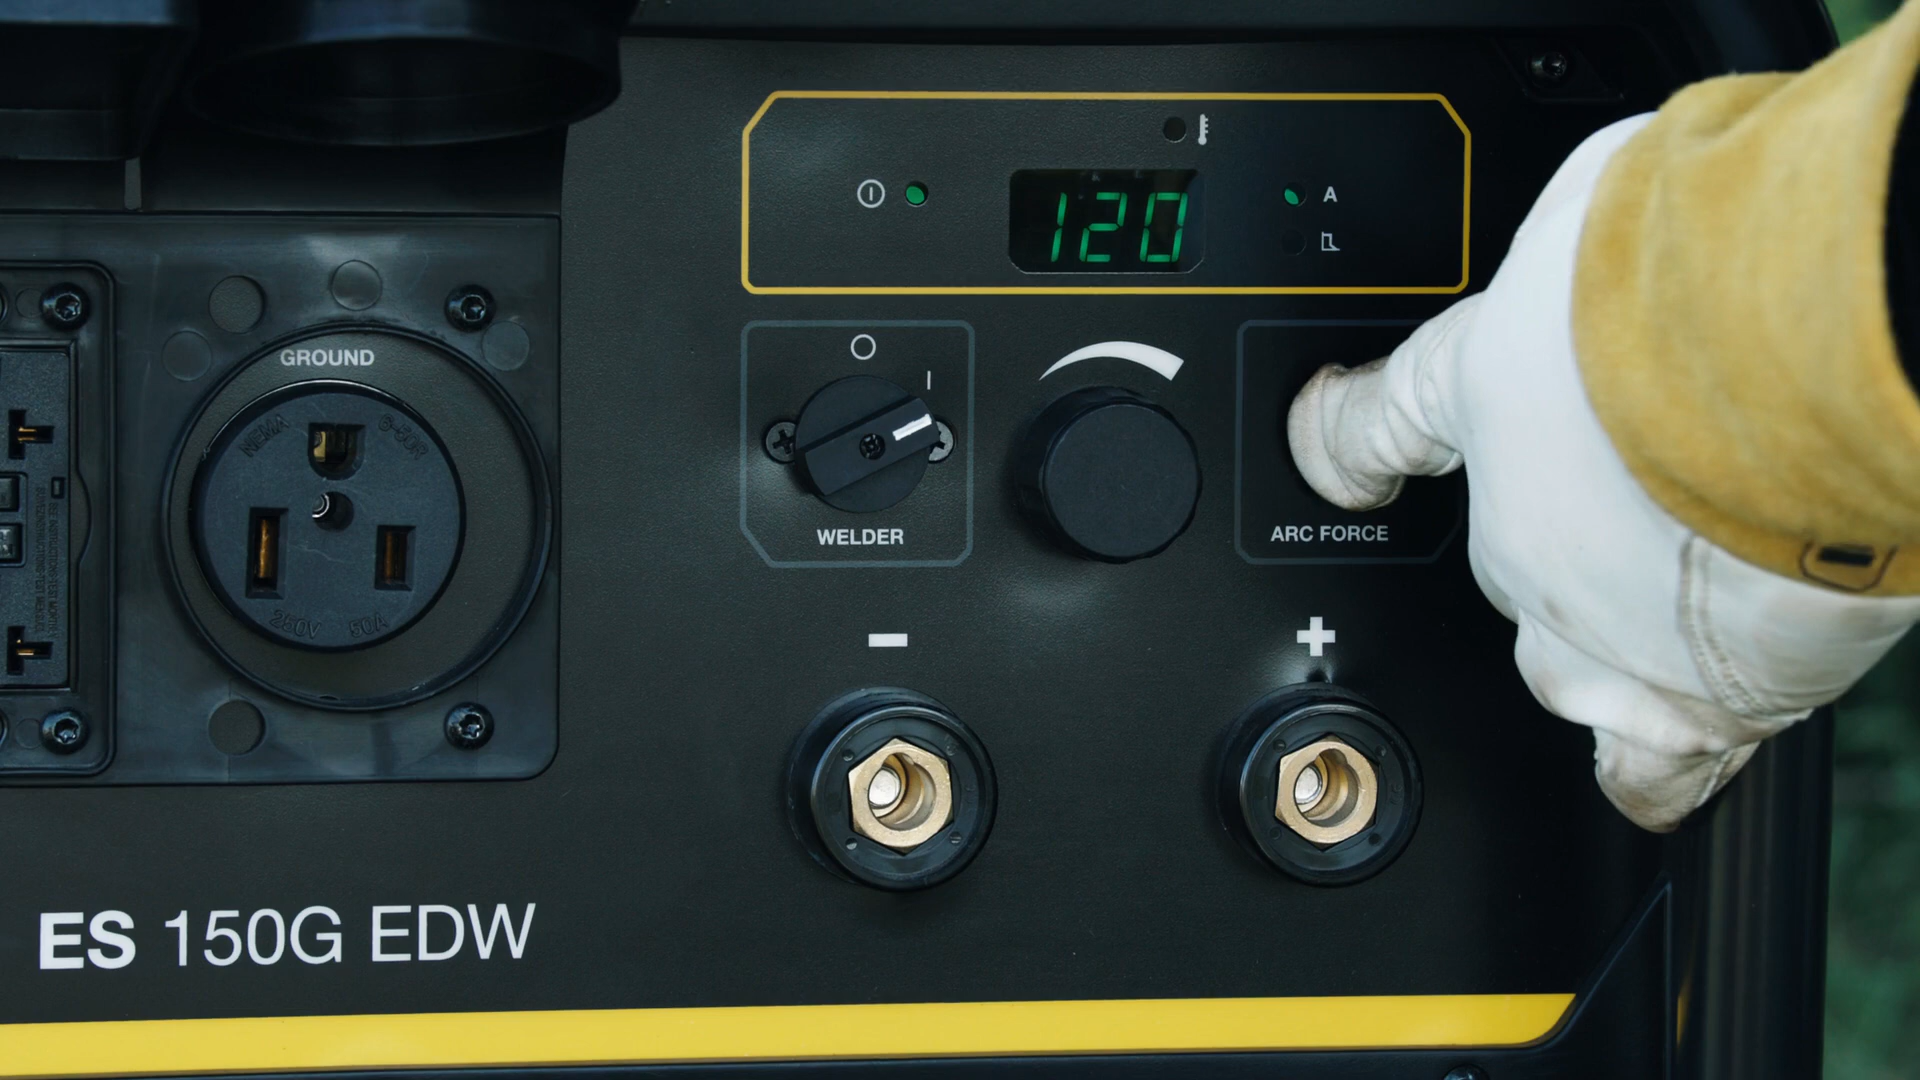 120
A
GROUND
NEMA 6-50R
250V 50A
WELDER
ARC FORCE
ES 150G EDW